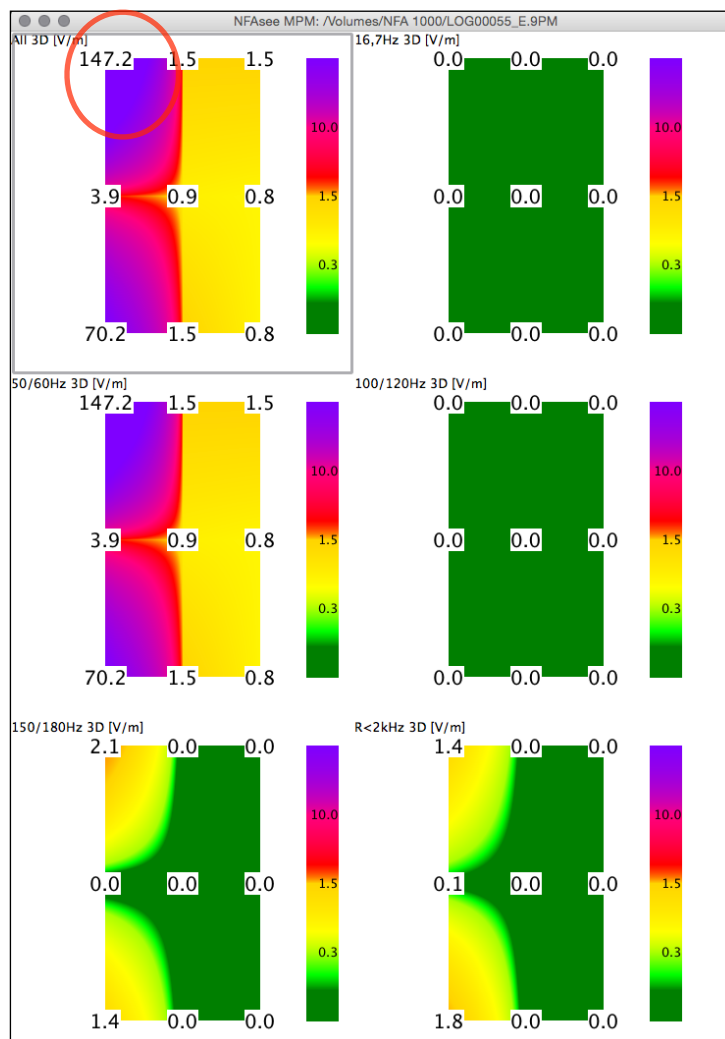 NFAsee MPM: /Volumes/NFA 1000/LOG00055_E.9PM
All 3D [V/m]
147.2 1.5 1.5
10.0
3.9 0.9 0.8
1.5
0.3
70.2 1.5 0.8
16,7Hz 3D [V/m]
0.0 0.0 0.0
10.0
0.0 0.0 0.0
1.5
0.3
0.0 0.0 0.0
50/60Hz 3D [V/m]
147.2 1.5 1.5
10.0
3.9 0.9 0.8
1.5
0.3
70.2 1.5 0.8
100/120Hz 3D [V/m]
0.0 0.0 0.0
10.0
0.0 0.0 0.0
1.5
0.3
0.0 0.0 0.0
150/180Hz 3D [V/m]
2.1 0.0 0.0
10.0
0.0 0.0 0.0
1.5
0.3
1.4 0.0 0.0
R<2kHz 3D [V/m]
1.4 0.0 0.0
10.0
0.1 0.0 0.0
1.5
0.3
1.8 0.0 0.0